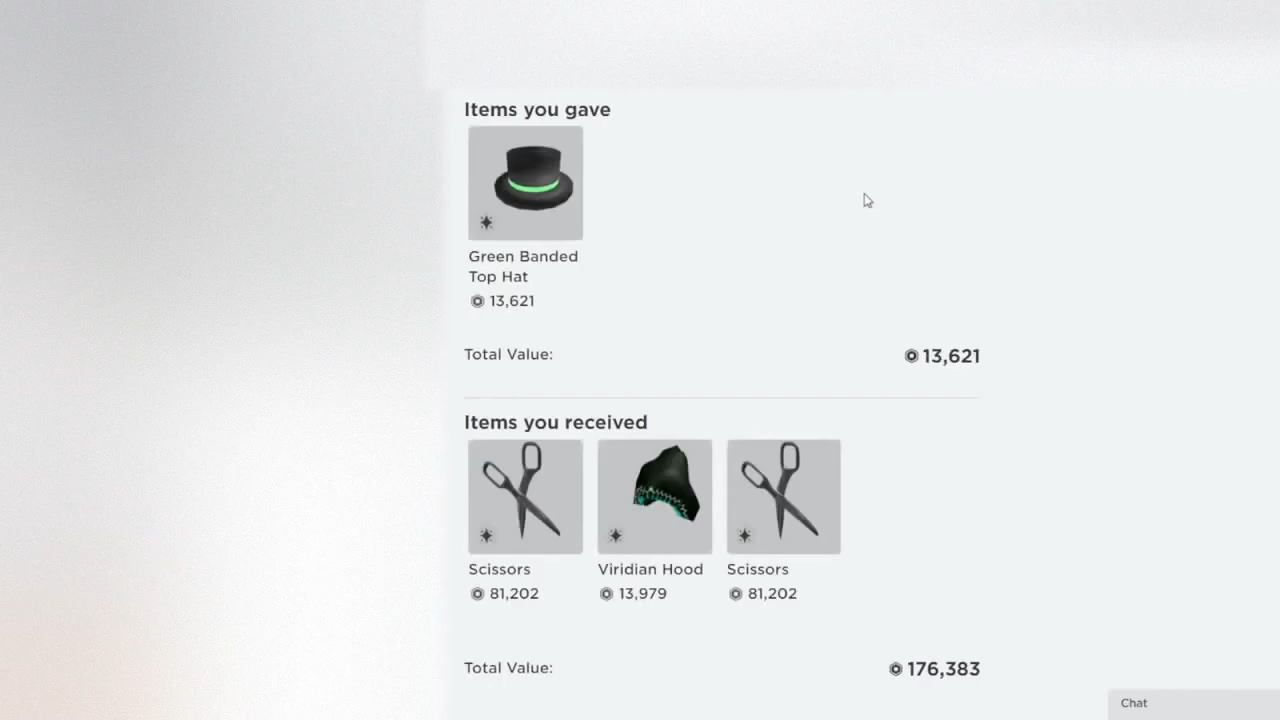 Items you gave
Green Banded
Top Hat
13,621
Total Value:
13,621
Items you received
Scissors
Viridian Hood
Scissors
81,202
13,979
81,202
Total Value:
176,383
Chat